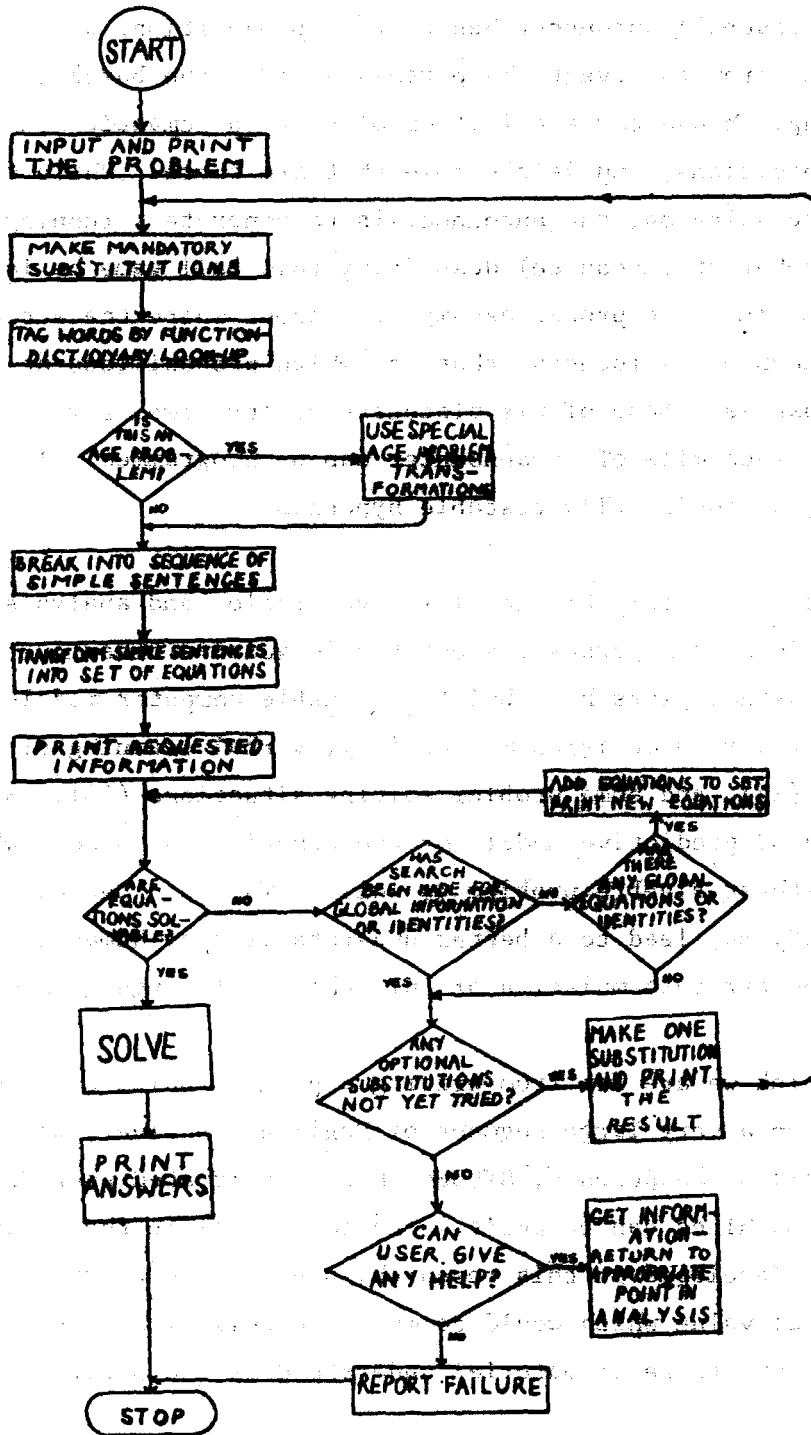 START
INPUT AND PRINT
THE PROBLEM
MAKE MANDATORY
SUBSTITUTIONS
TAG WORDS BY FUNCTION-
DICTIONARY LOOK-UP
IS
THIS AN
AGE PROB-
LEM?
YES
USE SPECIAL
AGE PROBLEM
TRANS-
FORMATIONS
NO
BREAK INTO SEQUENCE OF
SIMPLE SENTENCES
TRANSFORM SIMPLE SENTENCES
INTO SET OF EQUATIONS
PRINT REQUESTED
INFORMATION
ADD EQUATIONS TO SET.
PRINT NEW EQUATIONS
YES
ARE
EQUA-
TIONS SOL-
VABLE?
NO
HAS
SEARCH
BEEN MADE FOR
GLOBAL INFORMATION
OR IDENTITIES?
NO
THERE
ANY GLOBAL
EQUATIONS OR
IDENTITIES?
YES
YES
NO
SOLVE
ANY
OPTIONAL
SUBSTITUTIONS
NOT YET TRIED?
YES
MAKE ONE
SUBSTITUTION
AND PRINT
THE
RESULT
PRINT
ANSWERS
NO
CAN
USER GIVE
ANY HELP?
YES
GET INFORM-
ATION-
RETURN TO
APPROPRIATE
POINT IN
ANALYSIS
NO
REPORT FAILURE
STOP